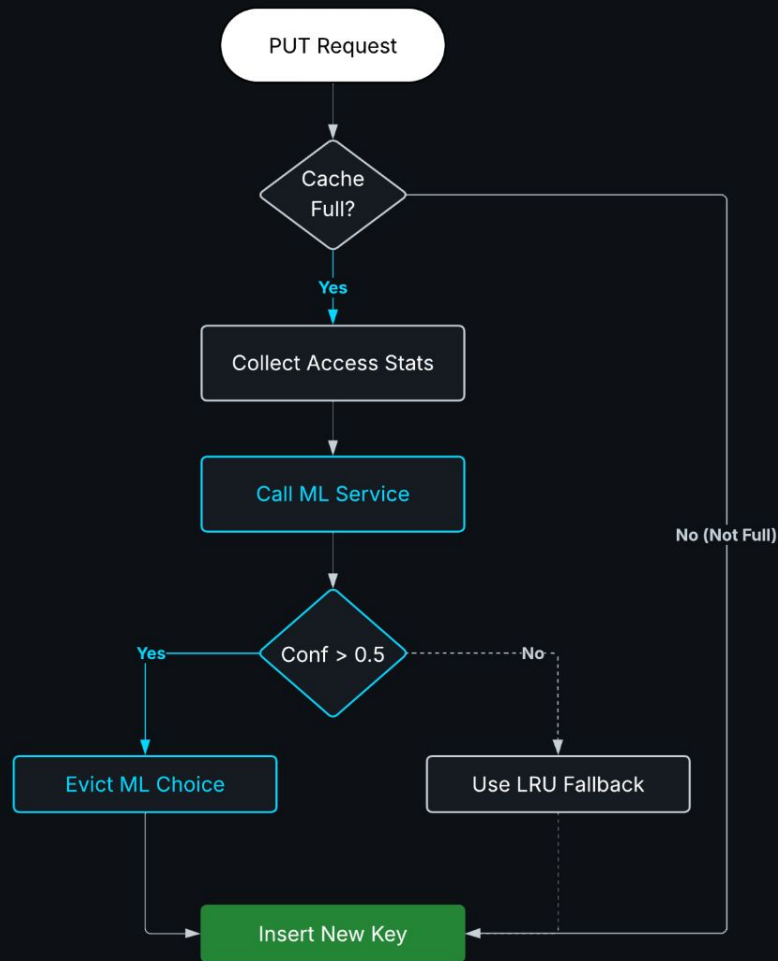 PUT Request
Cache
Full?
Yes
Collect Access Stats
Call ML Service
No (Not Full)
Yes
Conf > 0.5
No
Evict ML Choice
Use LRU Fallback
Insert New Key